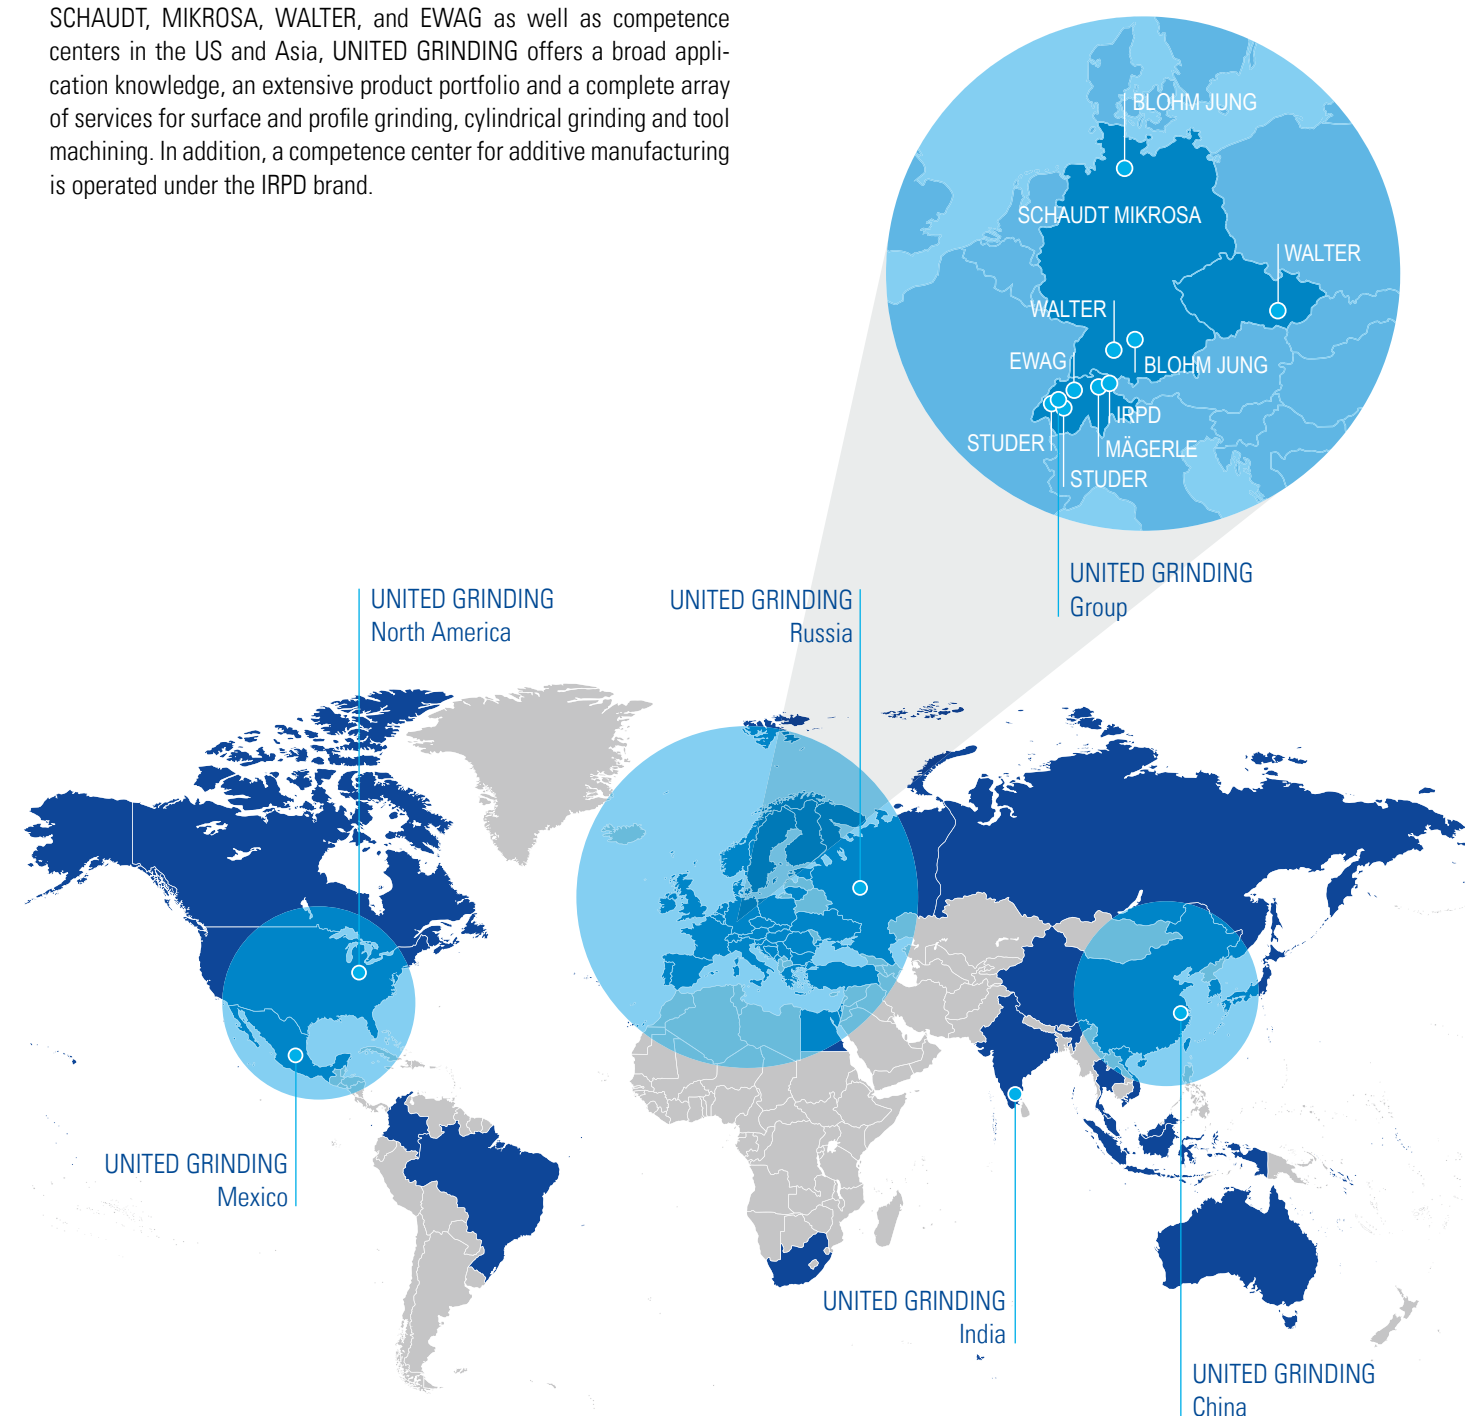 SCHAUDT, MIKROSA, WALTER, and EWAG as well as competence
centers in the US and Asia, UNITED GRINDING offers a broad appli-
cation knowledge, an extensive product portfolio and a complete array
of services for surface and profile grinding, cylindrical grinding and tool
machining. In addition, a competence center for additive manufacturing
is operated under the IRPD brand.
BLOHM JUNG
SCHAUDT MIKROSA
WALTER
WALTER
EWAG
BLOHM JUNG
IRPD
STUDER
MÄGERLE
STUDER
UNITED GRINDING
Group
UNITED GRINDING
North America
UNITED GRINDING
Russia
UNITED GRINDING
Mexico
UNITED GRINDING
India
UNITED GRINDING
China